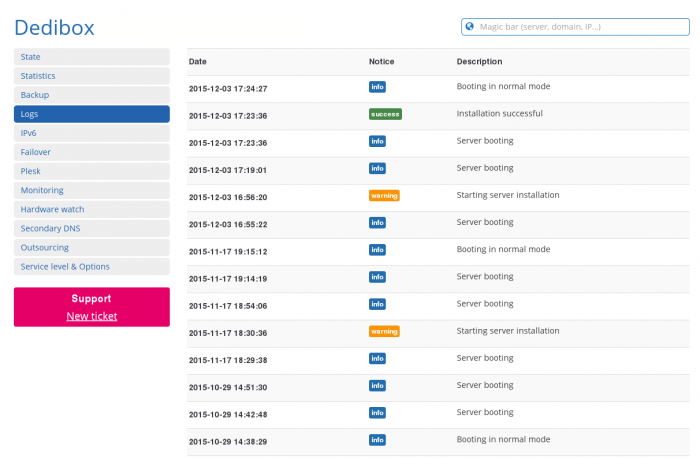 Dedibox
Magic bar (server, domain, IP...)
State
Statistics
Backup
Logs
IPv6
Failover
Plesk
Monitoring
Hardware watch
Secondary DNS
Outsourcing
Service level & Options
Support
New ticket
Date Notice Description
2015-12-03 17:24:27 info Booting in normal mode
2015-12-03 17:23:36 success Installation successful
2015-12-03 17:23:36 info Server booting
2015-12-03 17:19:01 info Server booting
2015-12-03 16:56:20 warning Starting server installation
2015-12-03 16:55:22 info Server booting
2015-11-17 19:15:12 info Booting in normal mode
2015-11-17 19:14:19 info Server booting
2015-11-17 18:54:06 info Server booting
2015-11-17 18:30:36 warning Starting server installation
2015-11-17 18:29:38 info Server booting
2015-10-29 14:51:30 info Server booting
2015-10-29 14:42:48 info Server booting
2015-10-29 14:38:29 info Booting in normal mode